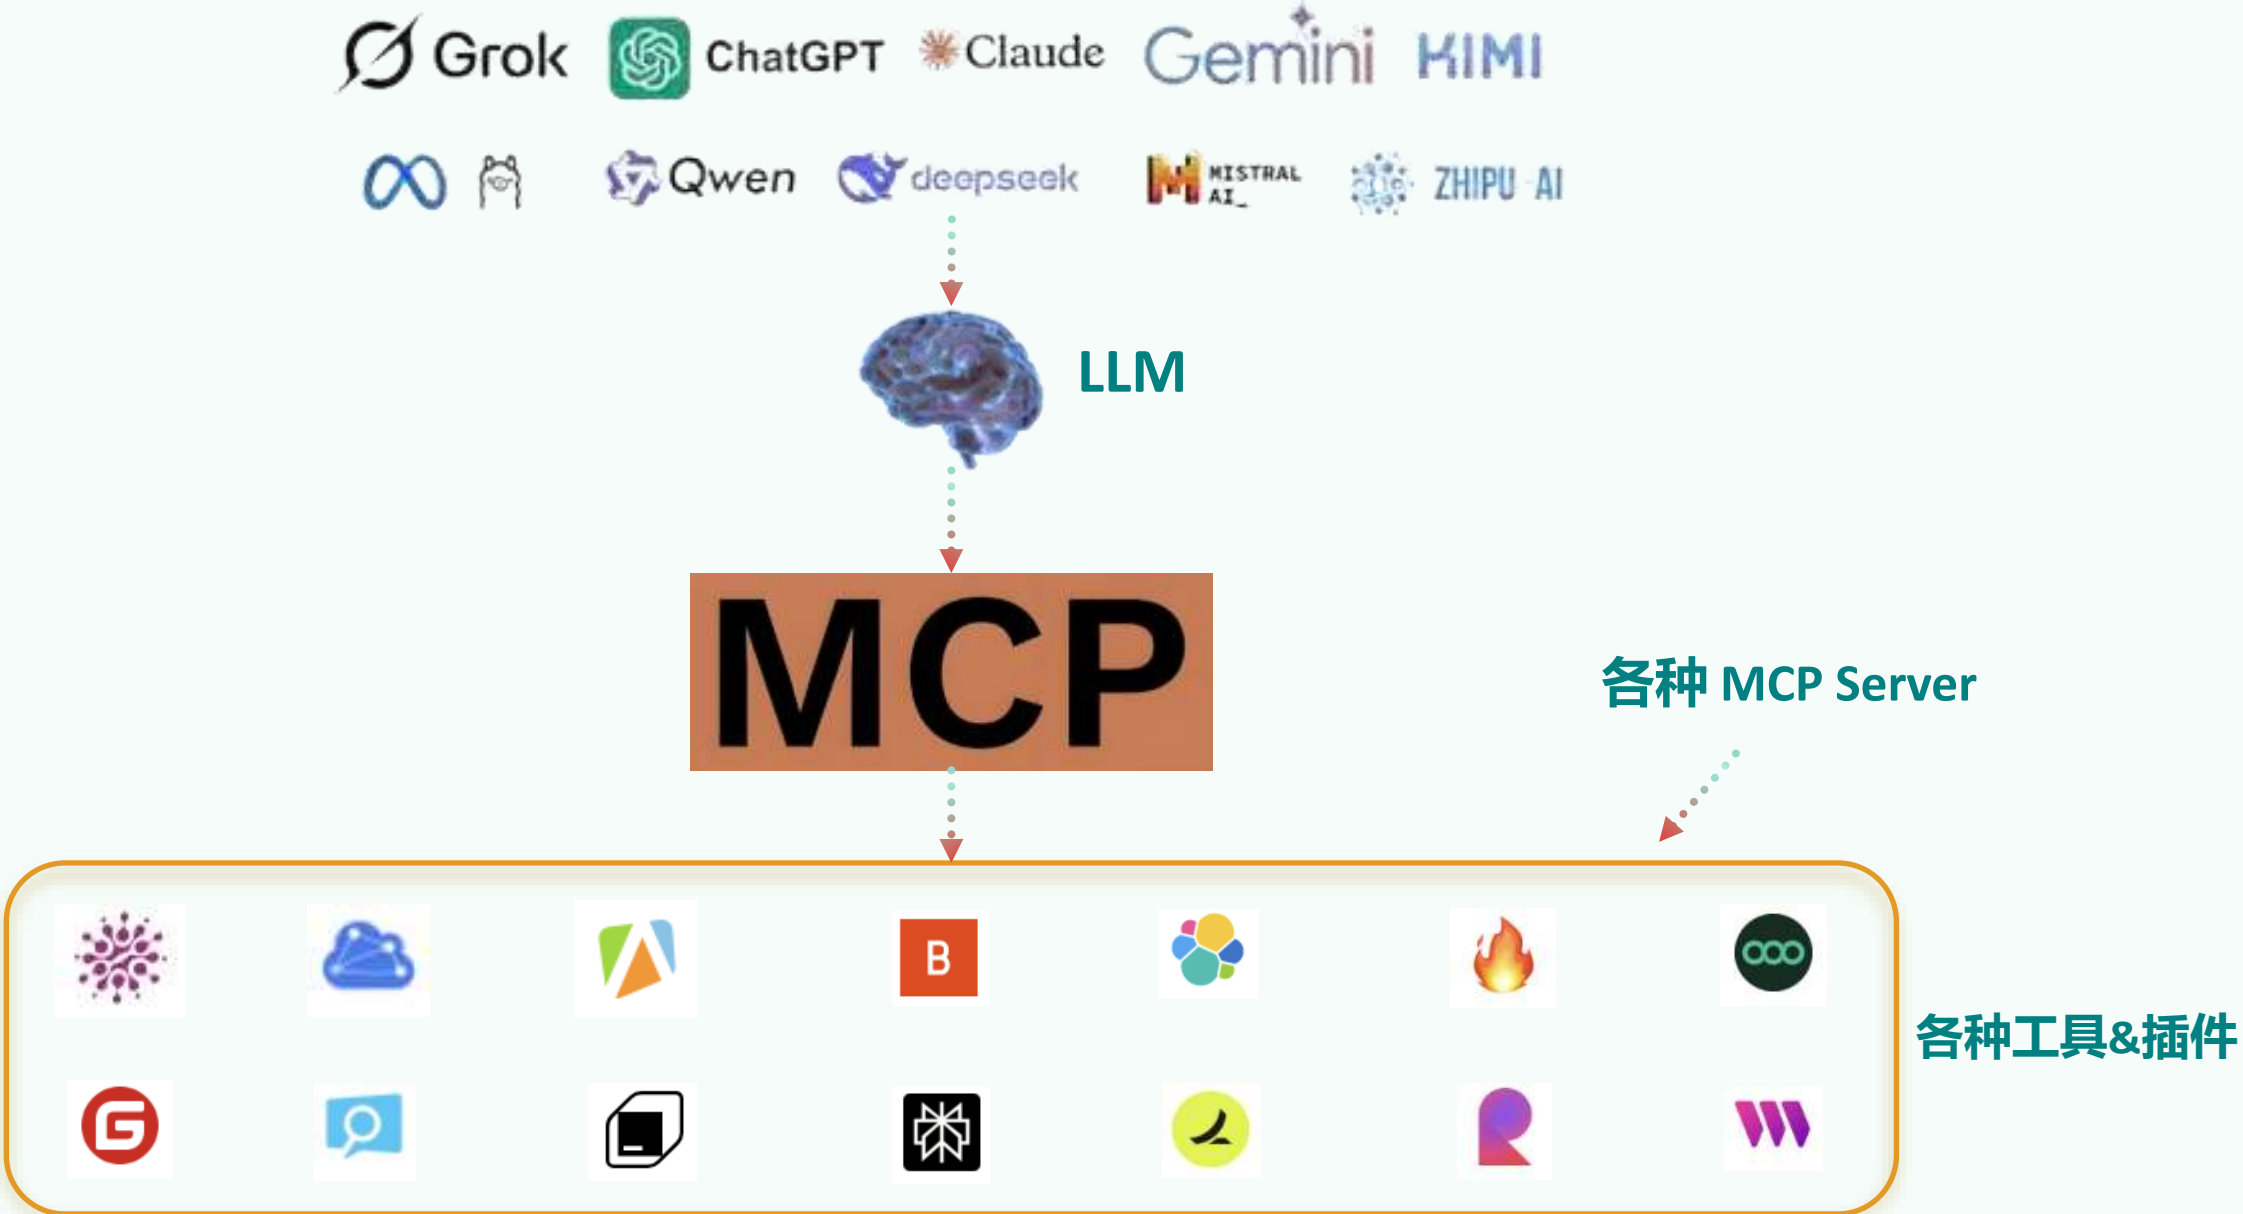 Grok ChatGPT Claude Gemini KIMI
Qwen deepseek MISTRAL AI_ ZHIPU AI
LLM
MCP
各种 MCP Server
B
各种工具&插件
G